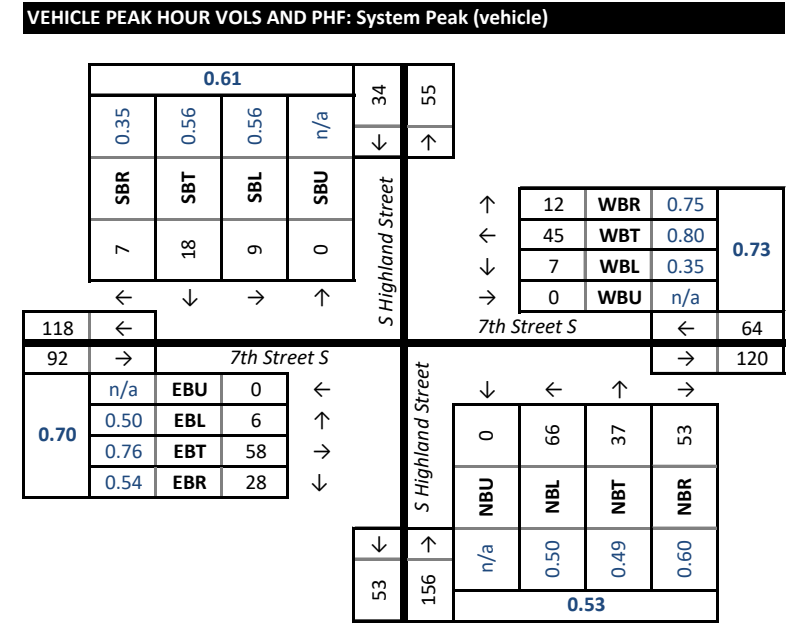 VEHICLE PEAK HOUR VOLS AND PHF: System Peak (vehicle)
0.61
0.35 0.56 0.56 n/a
SBR SBT SBL SBU
7 18 9 0
← ↓ → ↑
34 55
↓ ↑
S Highland Street
↑ 12 WBR 0.75
← 45 WBT 0.80
↓ 7 WBL 0.35
→ 0 WBU n/a
0.73
118 ←
7th Street S
← 64
92 →
7th Street S
→ 120
0.70
n/a EBU 0 ←
0.50 EBL 6 ↑
0.76 EBT 58 →
0.54 EBR 28 ↓
S Highland Street
↓ ← ↑ →
0 66 37 53
NBU NBL NBT NBR
n/a 0.50 0.49 0.60
0.53
↓ ↑
53 156